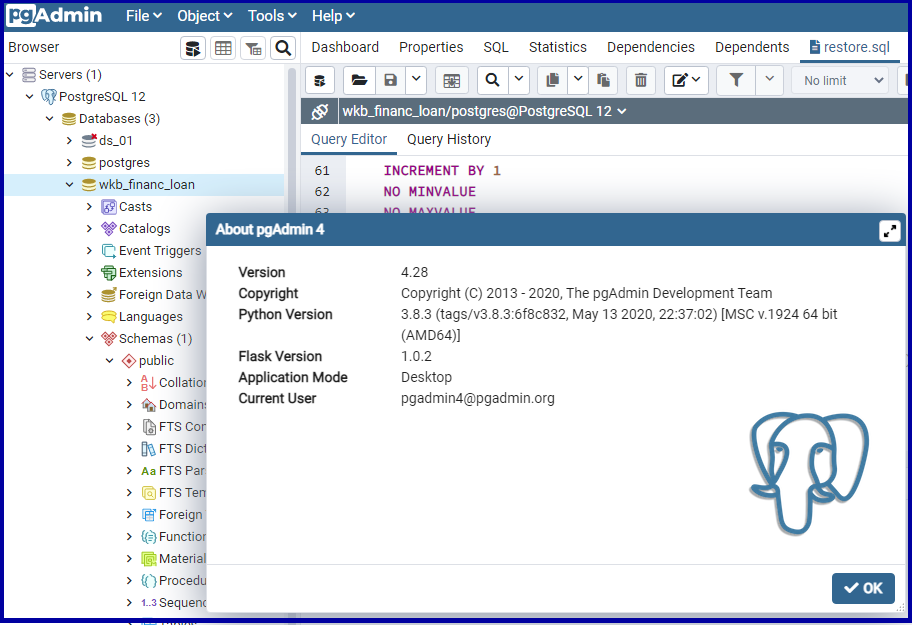 pgAdmin File Object Tools Help
Browser
Dashboard Properties SQL Statistics Dependencies Dependents restore.sql
Servers (1)
No limit
PostgreSQL 12
wkb_financ_loan/postgres@PostgreSQL 12
Databases (3)
ds_01
Query Editor Query History
postgres
61 INCREMENT BY 1
wkb_financ_loan
62 NO MINVALUE
Casts
63 NO MAXVALUE
Catalogs
About pgAdmin 4
Event Triggers
Extensions
Version 4.28
Foreign Data W
Copyright Copyright (C) 2013 - 2020, The pgAdmin Development Team
Languages
Python Version 3.8.3 (tags/v3.8.3:6f8c832, May 13 2020, 22:37:02) [MSC v.1924 64 bit
(AMD64)]
Schemas (1)
public
Flask Version 1.0.2
Application Mode Desktop
Current User pgadmin4@pgadmin.org
Collation
Domains
FTS Con
FTS Dict
Aa FTS Par
FTS Tem
Foreign
Function
Material
Procedu
1..3 Sequenc
Tables
OK